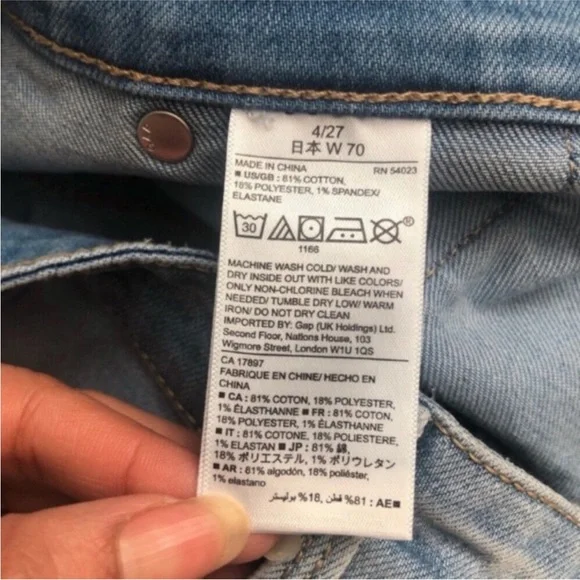 4/27
日本 W 70
MADE IN CHINA RN 54023
■ US/GB : 81% COTTON,
18% POLYESTER, 1% SPANDEX/
ELASTANE
30
®
1166
MACHINE WASH COLD/ WASH AND
DRY INSIDE OUT WITH LIKE COLORS/
ONLY NON-CHLORINE BLEACH WHEN
NEEDED/ TUMBLE DRY LOW/ WARM
IRON/ DO NOT DRY CLEAN
IMPORTED BY: Gap (UK Holdings) Ltd.
Second Floor, Nations House, 103
Wigmore Street, London W1U 1QS
CA 17897
FABRIQUE EN CHINE/ HECHO EN
CHINA
■ CA : 81% COTON, 18% POLYESTER,
1% ÉLASTHANNE ■ FR : 81% COTON,
18% POLYESTER, 1% ÉLASTHANNE
■ IT : 81% COTONE, 18% POLIESTERE,
1% ELASTAN ■ JP : 81% 綿,
18% ポリエステル, 1% ポリウレタン
■ AR : 81% algodón, 18% poliéster,
1% elastano
■ AE : 81% قطن, 18% بوليستر